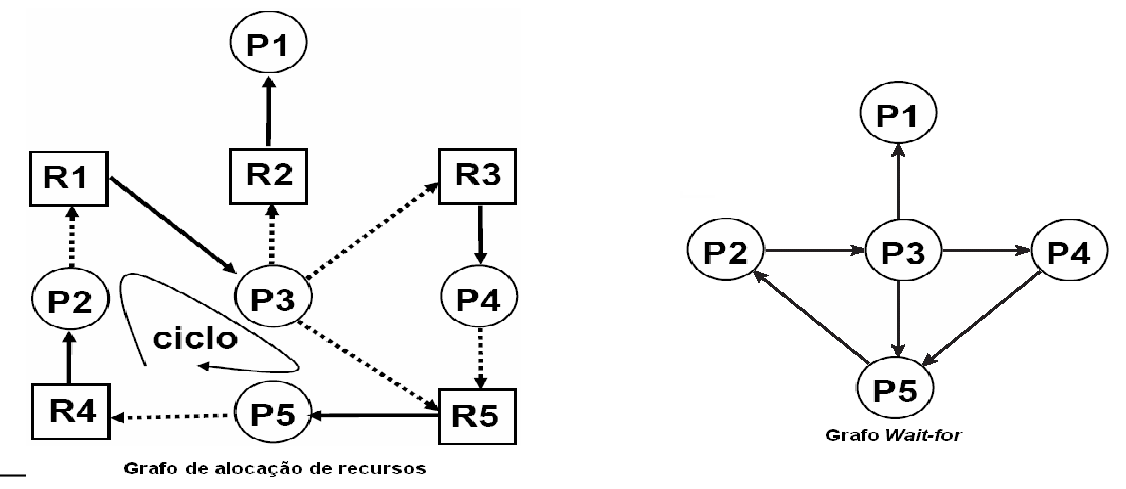 P1
R1
R2
R3
P2
P3
P4
ciclo
R4
P5
R5
Grafo de alocação de recursos
P1
P2
P3
P4
P5
Grafo Wait-for